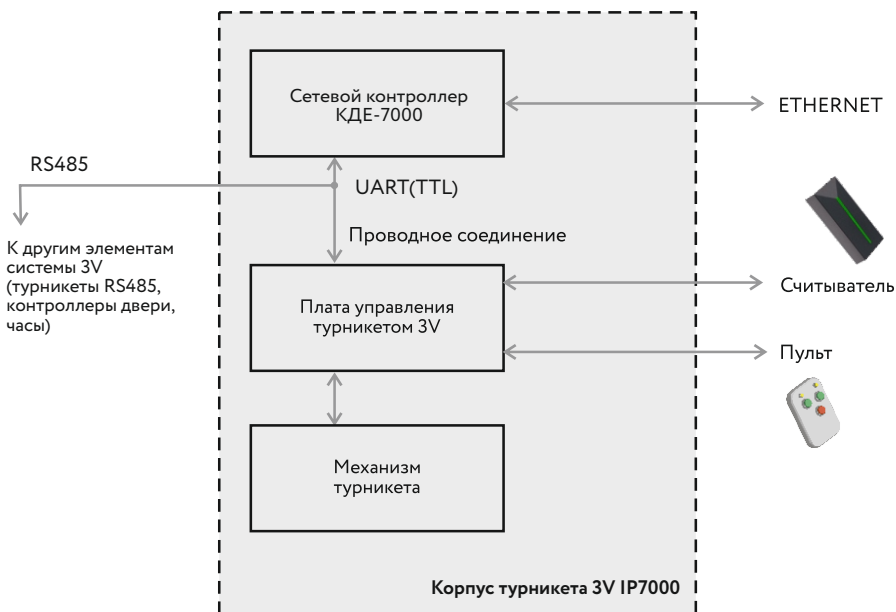 Сетевой контроллер
КДЕ-7000
ETHERNET
RS485
UART(TTL)
Проводное соединение
К другим элементам
системы 3V
(турникеты RS485,
контроллеры двери,
часы)
Плата управления
турникетом 3V
Считыватель
Пульт
Механизм
турникета
Корпус турникета 3V IP7000